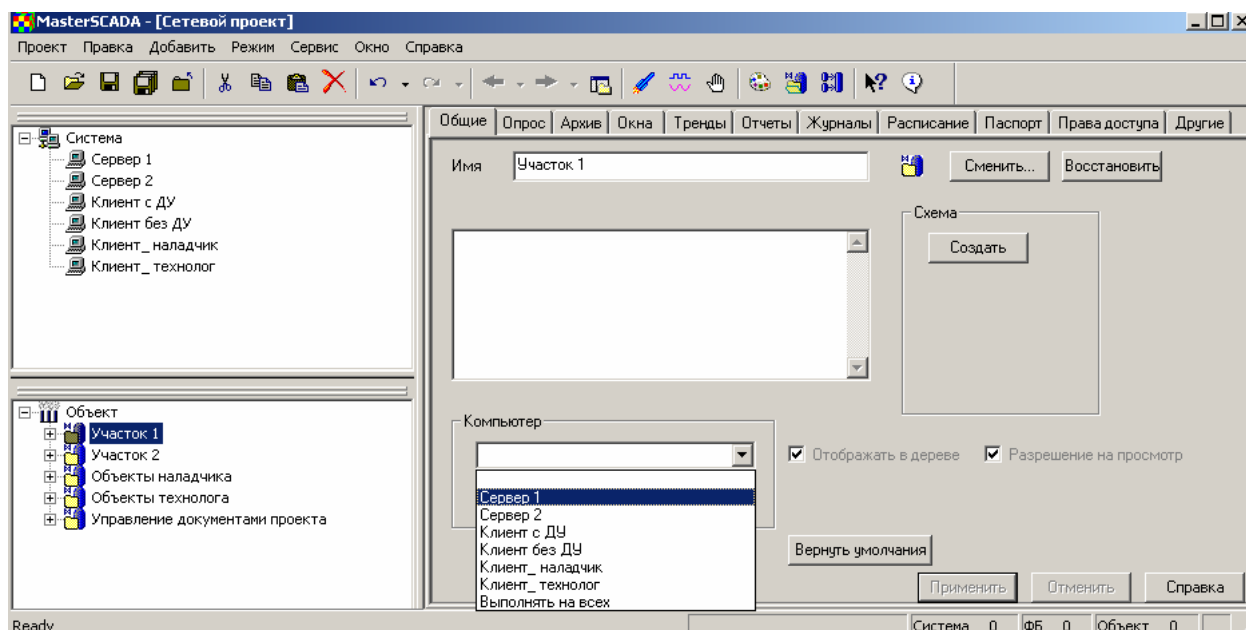 MasterSCADA - [Сетевой проект]
Проект Правка Добавить Режим Сервис Окно Справка
Система
Сервер 1
Сервер 2
Клиент с ДУ
Клиент без ДУ
Клиент_ наладчик
Клиент_ технолог
Объект
Участок 1
Участок 2
Объекты наладчика
Объекты технолога
Управление документами проекта
Общие Опрос Архив Окна Тренды Отчеты Журналы Расписание Паспорт Права доступа Другие
Имя Участок 1 Сменить... Восстановить
Схема
Создать
Компьютер
Отображать в дереве Разрешение на просмотр
Сервер 1
Сервер 2
Клиент с ДУ
Клиент без ДУ
Клиент_ наладчик
Клиент_ технолог
Выполнять на всех
Вернуть умолчания
Применить Отменить Справка
Ready Система 0 ФБ 0 Объект 0